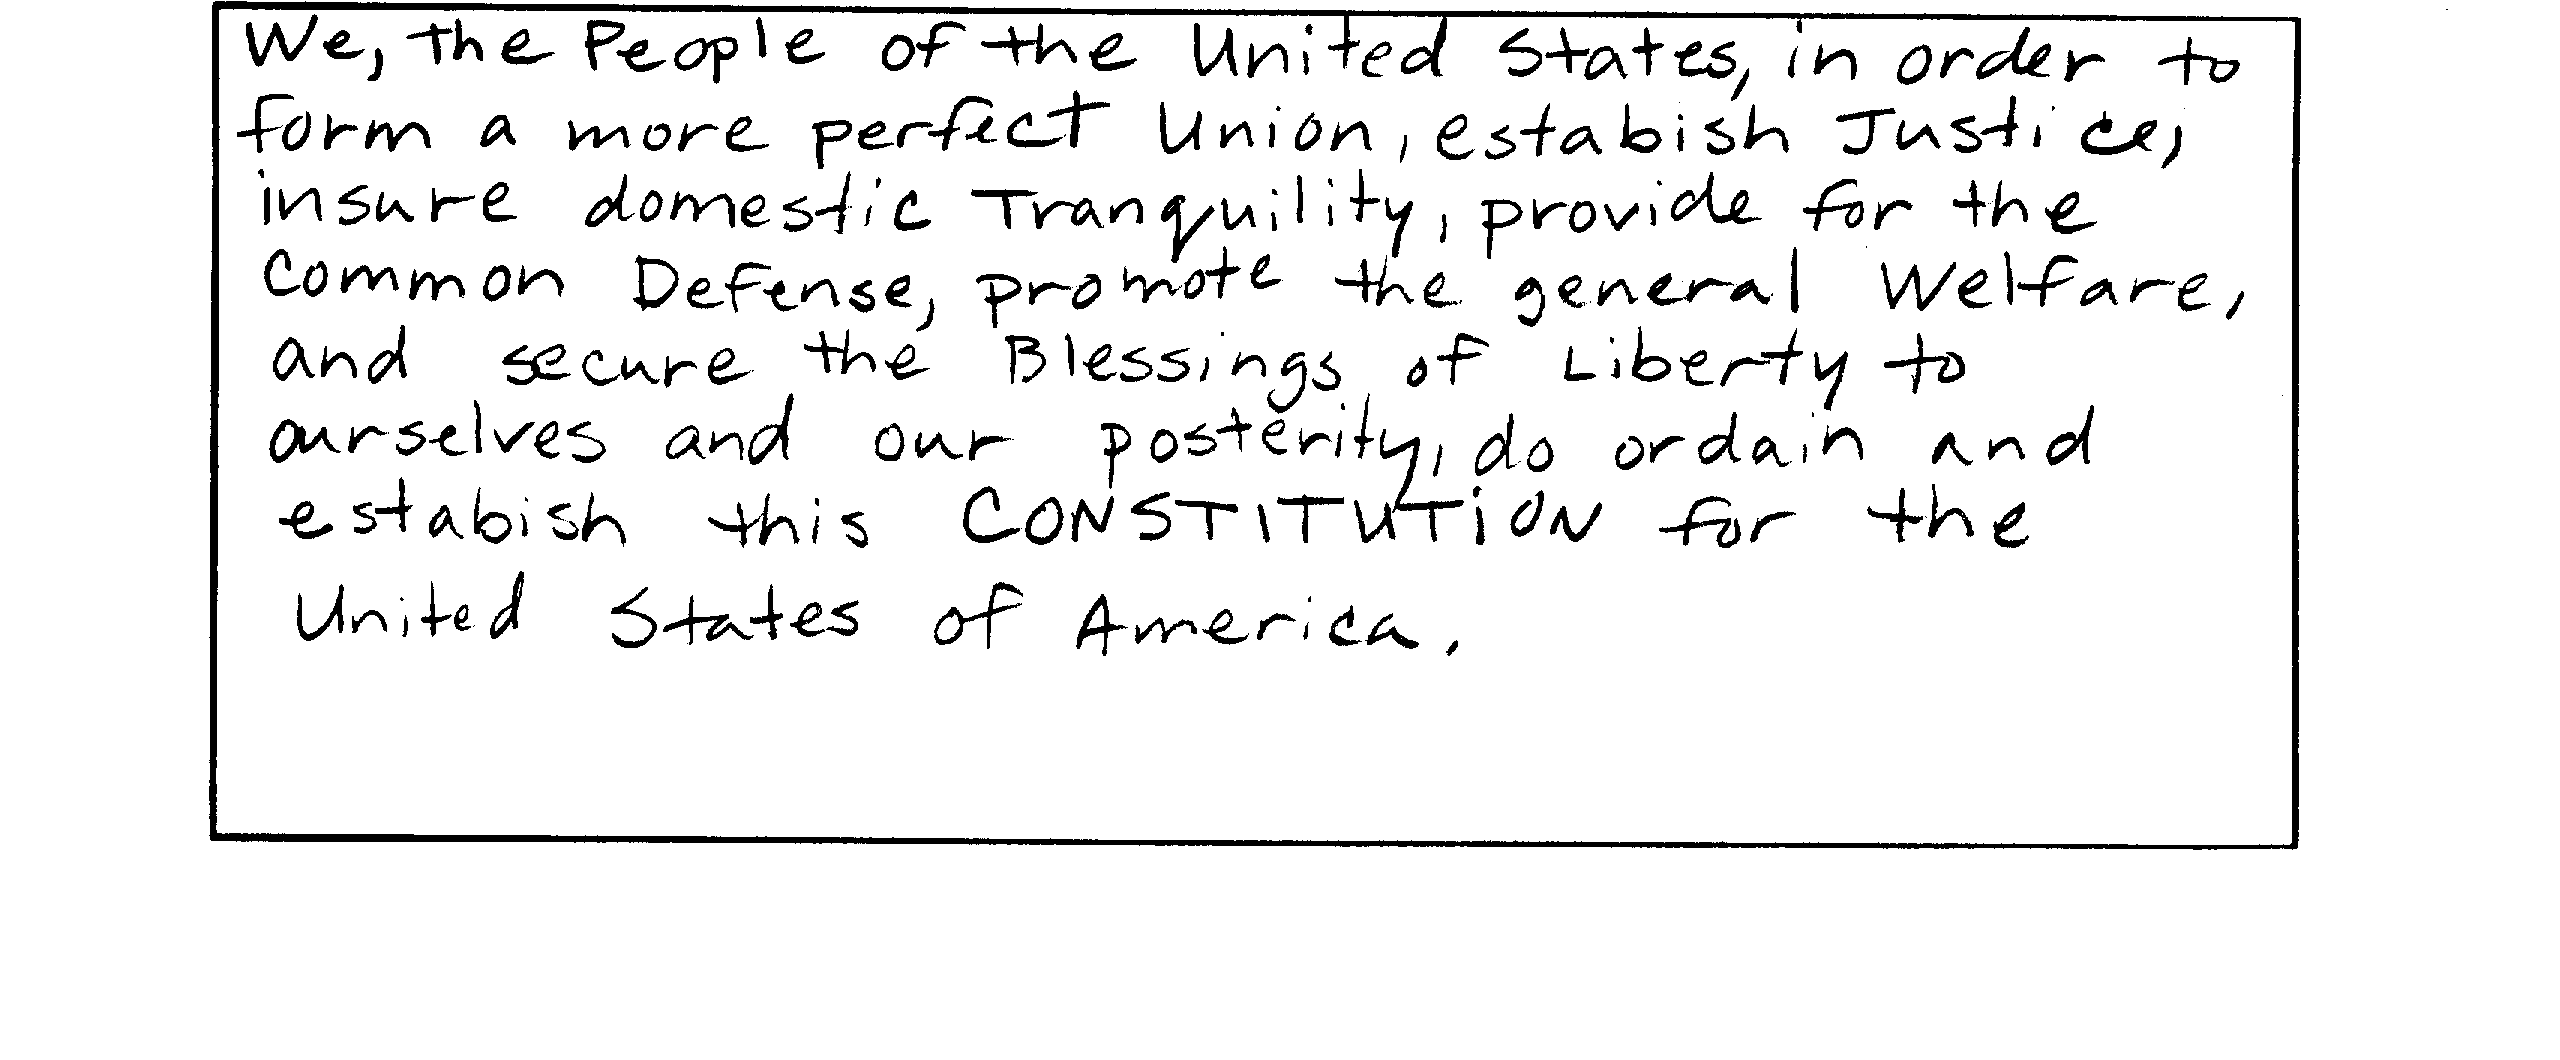 We, the People of the United States, in order to
form a more perfect Union, estabish Justice,
insure domestic Tranquility, provide for the
Common Defense, promote the general Welfare,
and secure the Blessings of Liberty to
ourselves and our posterity, do ordain and
estabish this CONSTITUTION for the
United States of America.